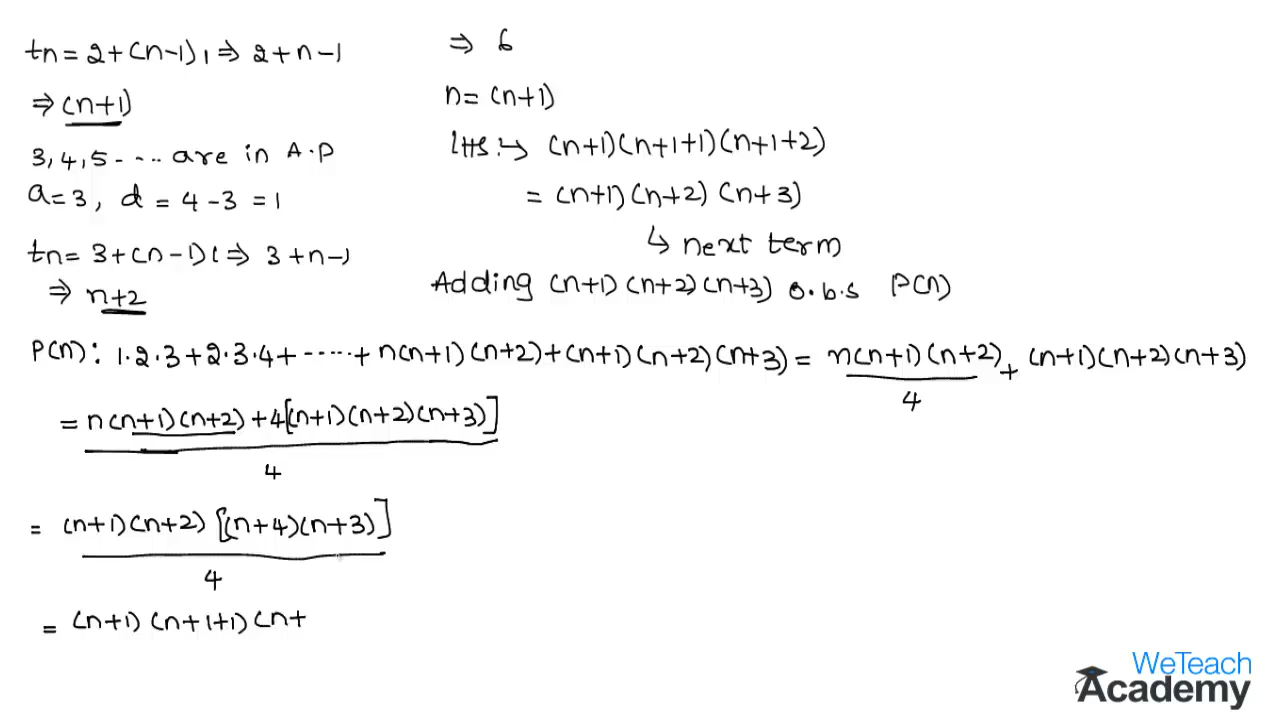 tn = 2+(n-1)1 ⇒ 2+n-1
⇒ (n+1)
3,4,5 - .... are in A.P
a=3, d = 4-3 = 1
tn = 3+(n-1)1 ⇒ 3+n-1
⇒ n+2
⇒ 6
n = (n+1)
LHS ↪ (n+1)(n+1+1)(n+1+2)
= (n+1)(n+2)(n+3)
↪ next term
Adding (n+1)(n+2)(n+3) o.b.s P(n)
P(n): 1·2·3+2·3·4+ ......+ n(n+1)(n+2)+(n+1)(n+2)(n+3) = n(n+1)(n+2)/4 + (n+1)(n+2)(n+3)
= n(n+1)(n+2)+4[(n+1)(n+2)(n+3)]
4
= (n+1)(n+2) [(n+4)(n+3)]
4
= (n+1)(n+1+1)(n+
WeTeach
Academy